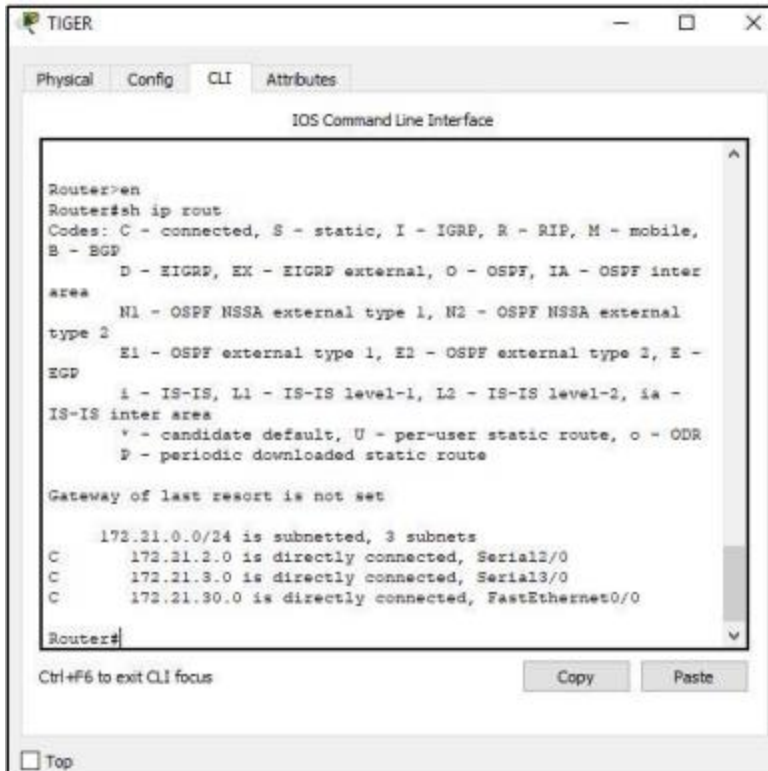 TIGER
Physical Config CLI Attributes
IOS Command Line Interface
Router>en
Router#sh ip rout
Codes: C - connected, S - static, I - IGRP, R - RIP, M - mobile,
B - BGP
D - EIGRP, EX - EIGRP external, O - OSPF, IA - OSPF inter
area
N1 - OSPF NSSA external type 1, N2 - OSPF NSSA external
type 2
E1 - OSPF external type 1, E2 - OSPF external type 2, E -
EGP
i - IS-IS, L1 - IS-IS level-1, L2 - IS-IS level-2, ia -
IS-IS inter area
* - candidate default, U - per-user static route, o - ODR
P - periodic downloaded static route
Gateway of last resort is not set
172.21.0.0/24 is subnetted, 3 subnets
C 172.21.2.0 is directly connected, Serial2/0
C 172.21.3.0 is directly connected, Serial3/0
C 172.21.30.0 is directly connected, FastEthernet0/0
Router#
Ctrl+F6 to exit CLI focus
Copy Paste
Top